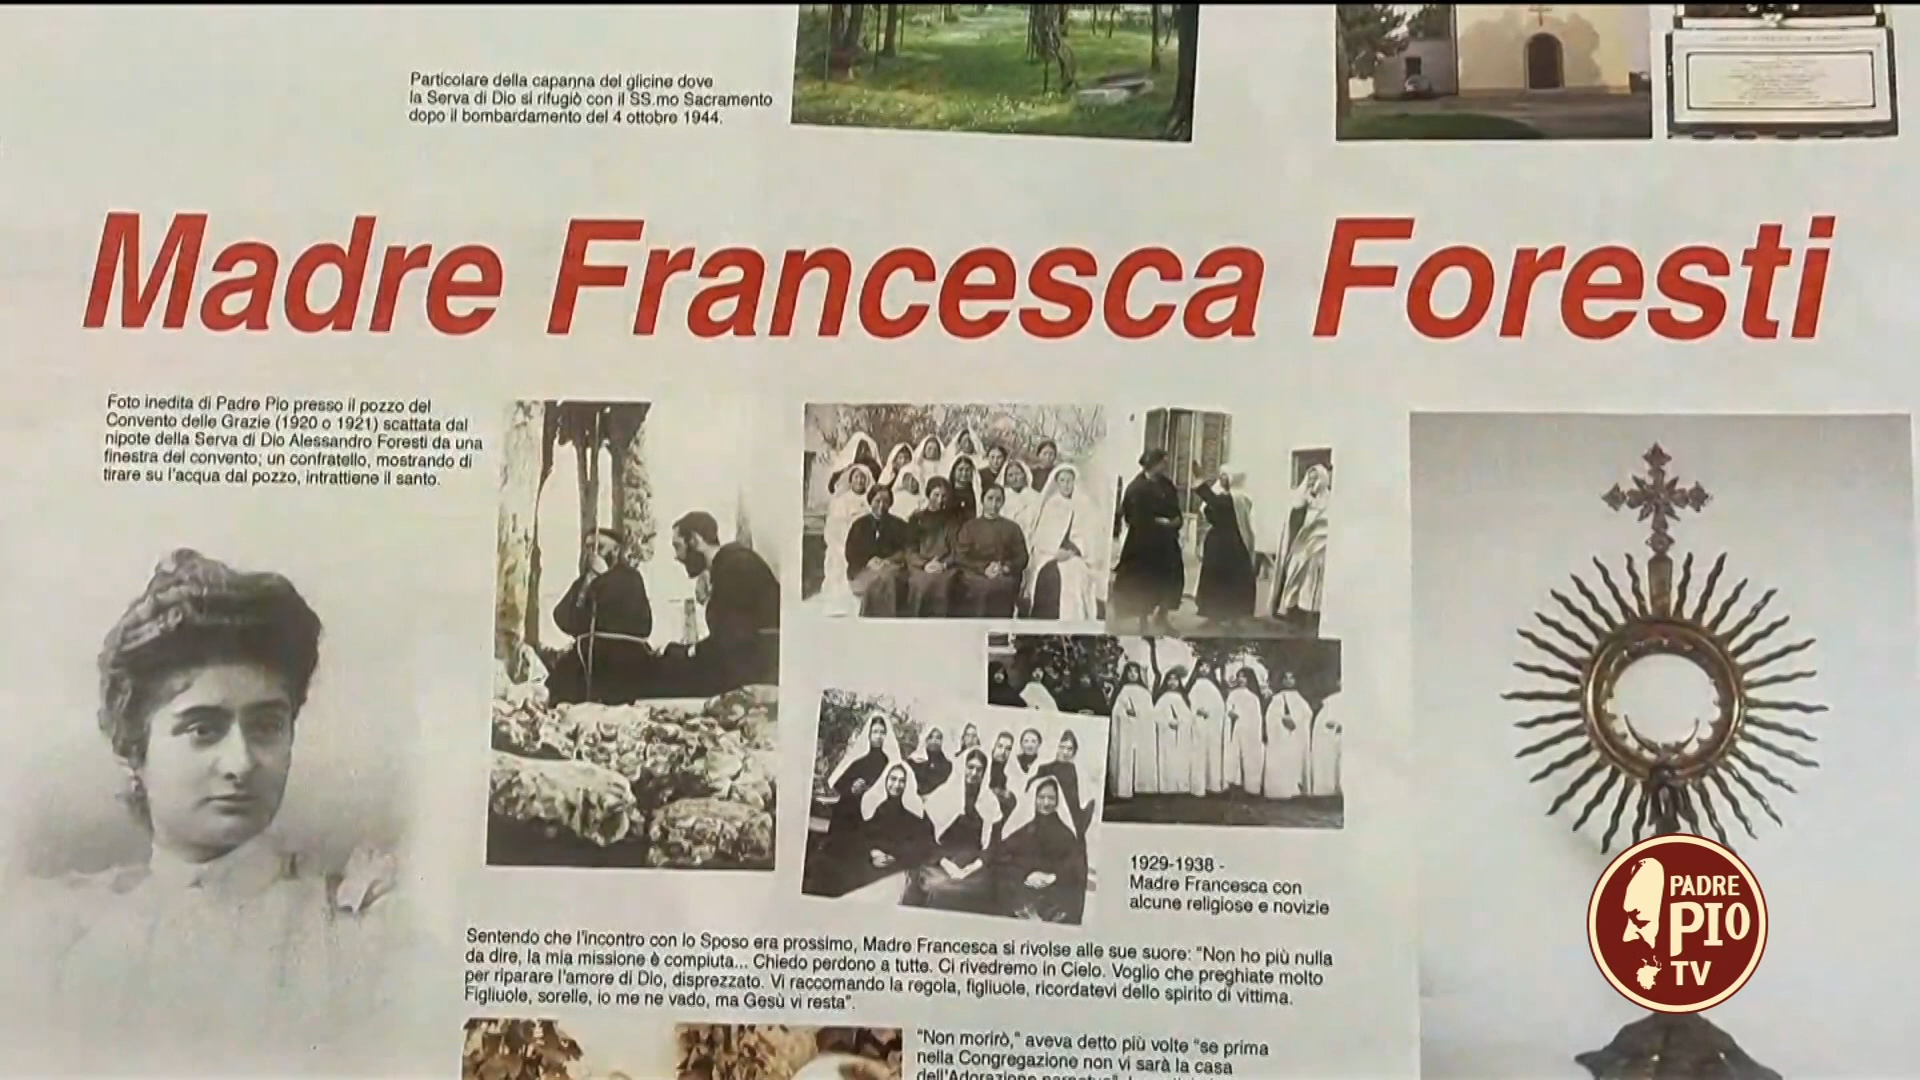 Particolare della capanna del glicine dove
la Serva di Dio si rifugiò con il SS.mo Sacramento
dopo il bombardamento del 4 ottobre 1944.
Madre Francesca Foresti
Foto inedita di Padre Pio presso il pozzo del
Convento delle Grazie (1920 o 1921) scattata dal
nipote della Serva di Dio Alessandro Foresti da una
finestra del convento; un confratello, mostrando di
tirare su l'acqua dal pozzo, intrattiene il santo.
1929-1938 -
Madre Francesca con
alcune religiose e novizie
Sentendo che l'incontro con lo Sposo era prossimo, Madre Francesca si rivolse alle sue suore: "Non ho più nulla
da dire, la mia missione è compiuta... Chiedo perdono a tutte. Ci rivedremo in Cielo. Voglio che preghiate molto
per riparare l'amore di Dio, disprezzato. Vi raccomando la regola, figliuole, ricordatevi dello spirito di vittima.
Figliuole, sorelle, io me ne vado, ma Gesù vi resta".
"Non morirò," aveva detto più volte "se prima
nella Congregazione non vi sarà la casa
dell'Adorazione
PADRE
PIO
TV